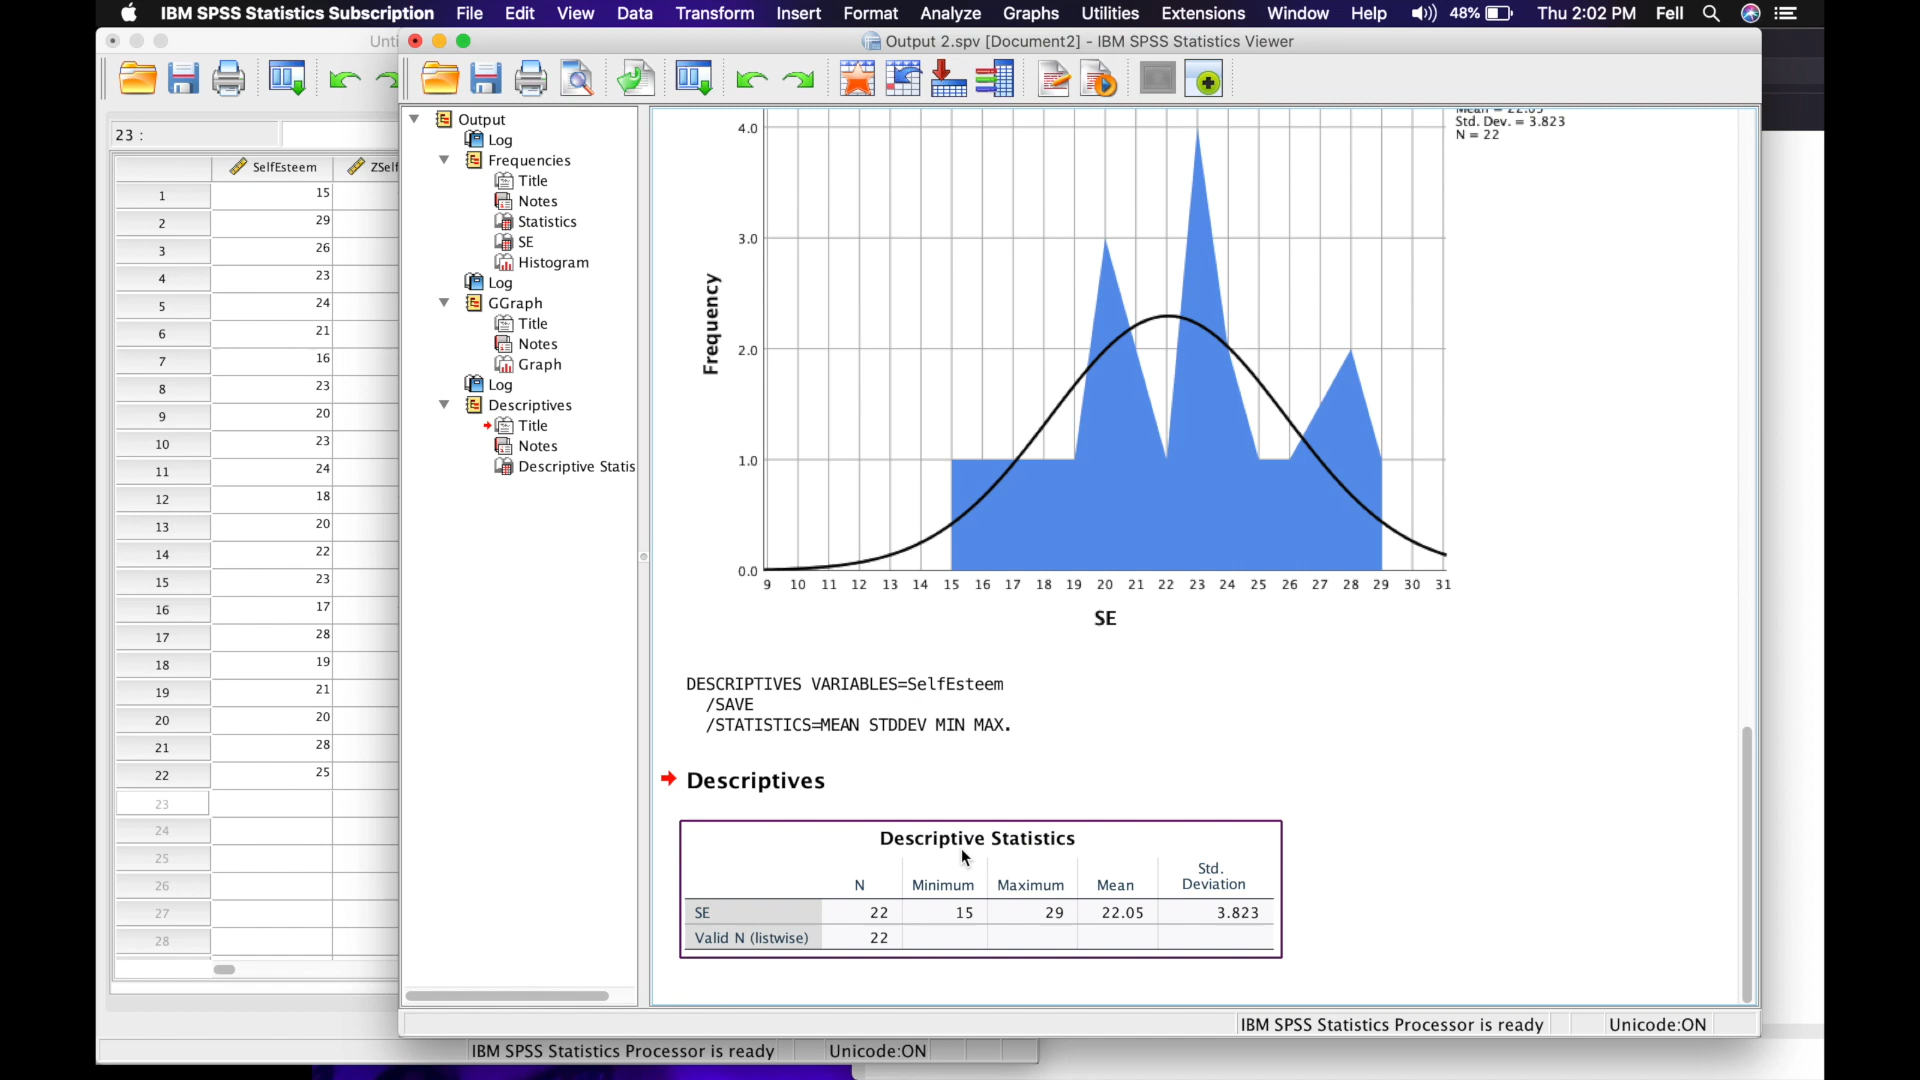 IBM SPSS Statistics Subscription File Edit View Data Transform Insert Format Analyze Graphs Utilities Extensions Window Help 48% Thu 2:02 PM Fell
Unti
Output 2.spv [Document2] - IBM SPSS Statistics Viewer
23 :
SelfEsteem ZSelf
1 15
2 29
3 26
4 23
5 24
6 21
7 16
8 23
9 20
10 23
11 24
12 18
13 20
14 22
15 23
16 17
17 28
18 19
19 21
20 20
21 28
22 25
23
24
25
26
27
28
Output
Log
Frequencies
Title
Notes
Statistics
SE
Histogram
Log
GGraph
Title
Notes
Graph
Log
Descriptives
Title
Notes
Descriptive Statis
Mean = 22.05
Std. Dev. = 3.823
N = 22
Frequency
4.0
3.0
2.0
1.0
0.0
9 10 11 12 13 14 15 16 17 18 19 20 21 22 23 24 25 26 27 28 29 30 31
SE
DESCRIPTIVES VARIABLES=SelfEsteem
/SAVE
/STATISTICS=MEAN STDDEV MIN MAX.
Descriptives
Descriptive Statistics
N Minimum Maximum Mean Std. Deviation
SE 22 15 29 22.05 3.823
Valid N (listwise) 22
IBM SPSS Statistics Processor is ready Unicode:ON
IBM SPSS Statistics Processor is ready Unicode:ON